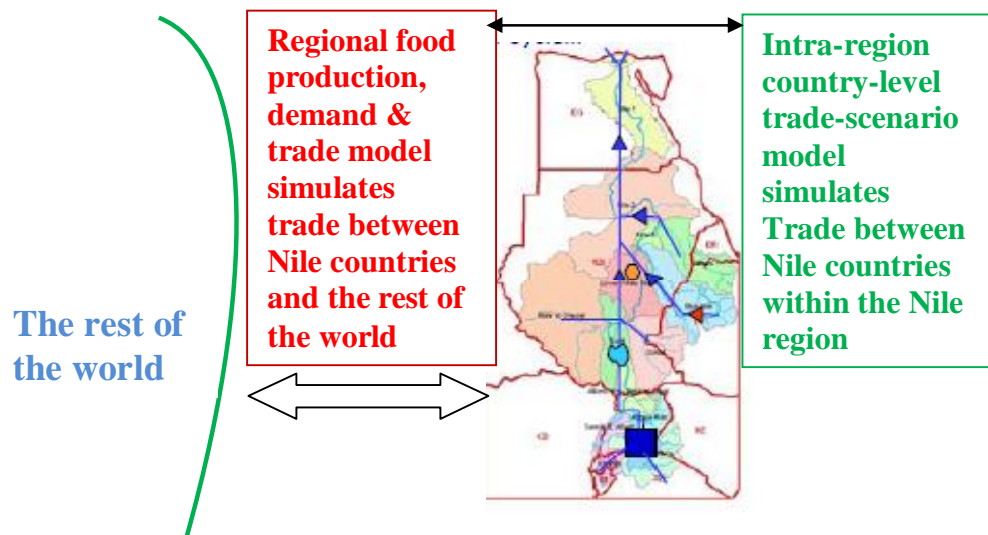 The rest of
the world
Regional food
production,
demand &
trade model
simulates
trade between
Nile countries
and the rest of
the world
Intra-region
country-level
trade-scenario
model
simulates
Trade between
Nile countries
within the Nile
region